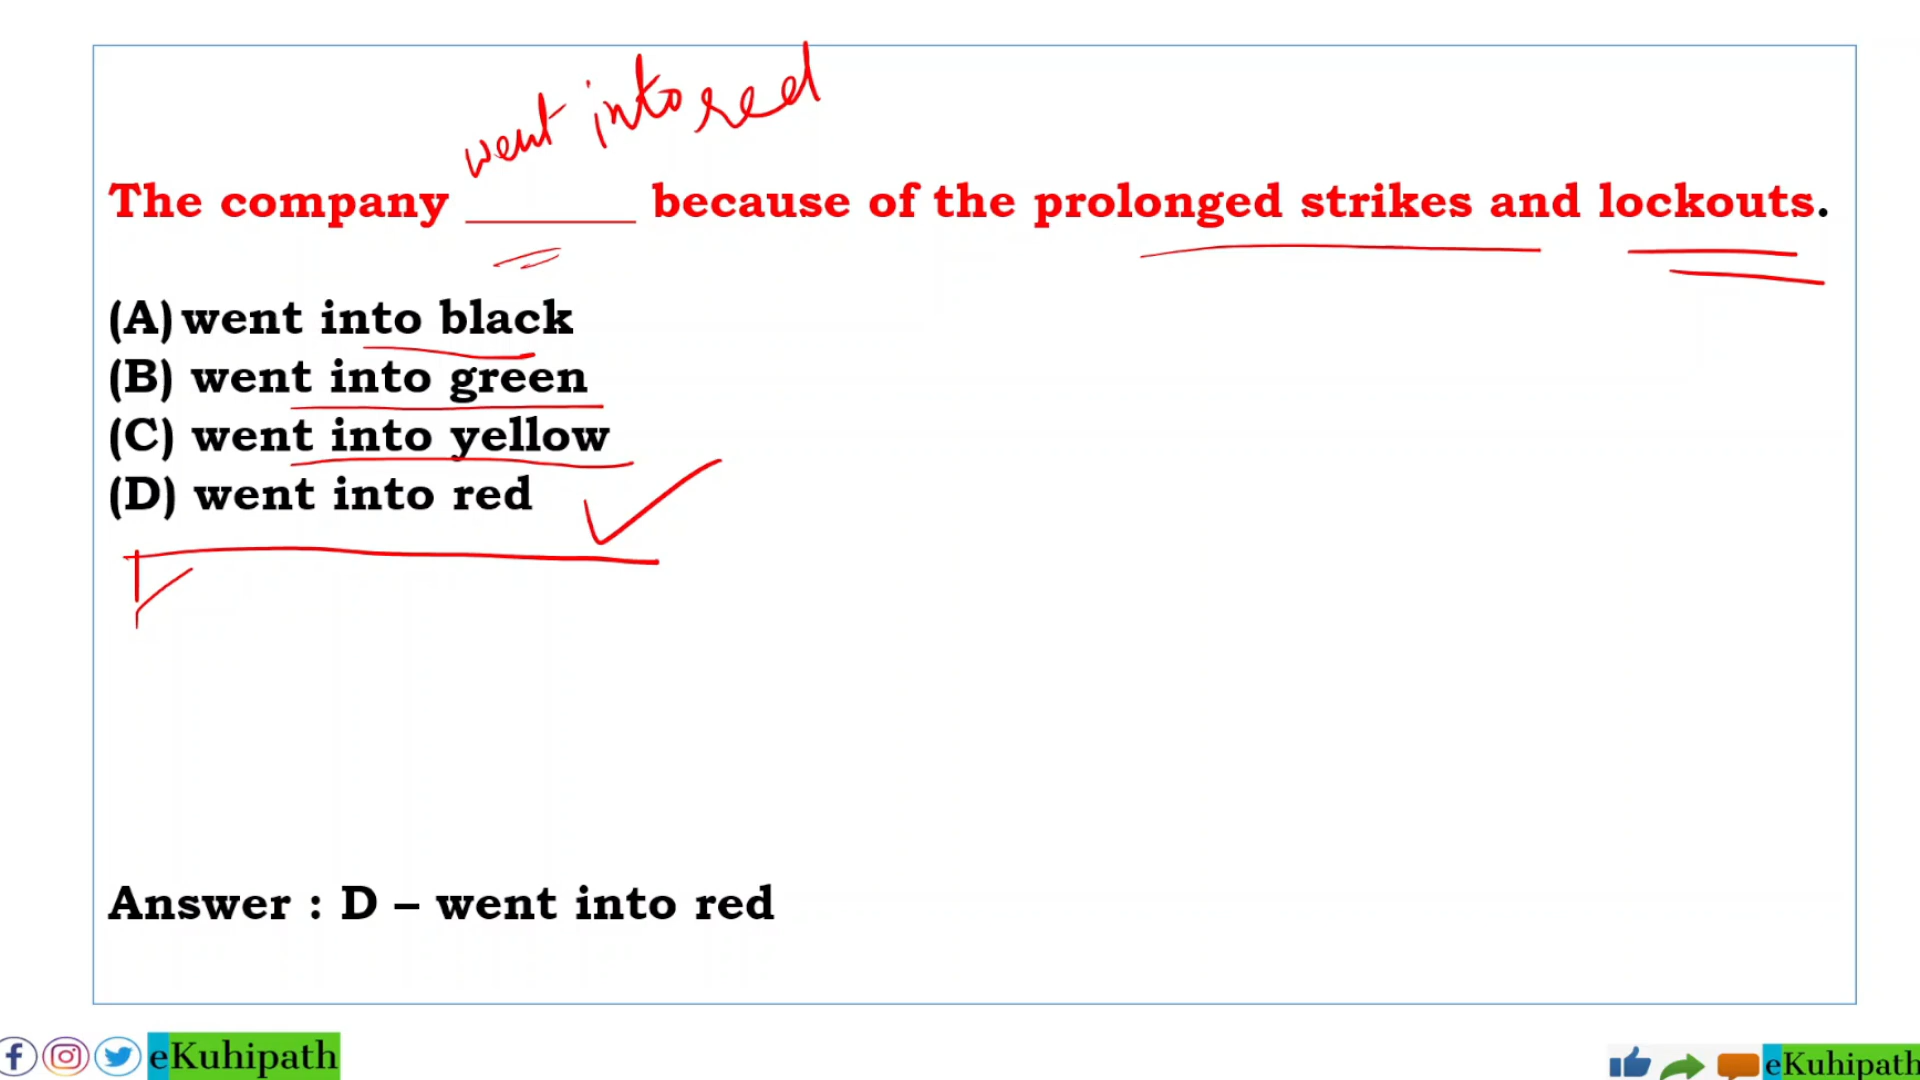 went into red
The company ______ because of the prolonged strikes and lockouts.
(A) went into black
(B) went into green
(C) went into yellow
(D) went into red
Answer : D – went into red
eKuhipath
eKuhipath